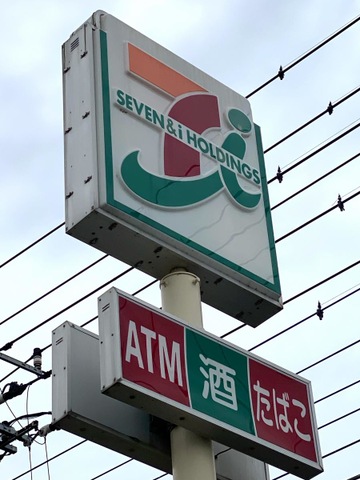 SEVEN&i HOLDINGS
ATM 酒 たばこ